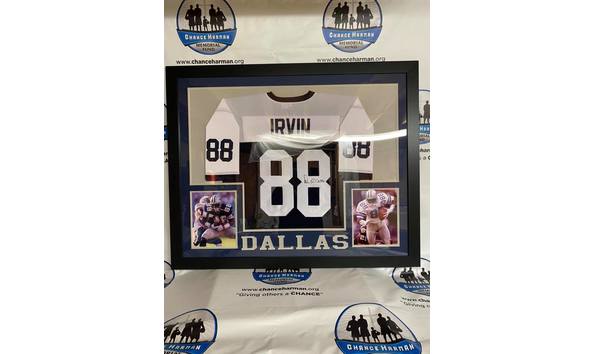 CHANCE HARMAN
MEMORIAL
FUND
www.chanceharman.org
CHANCE HARMAN
MEMORIAL
FUND
www.chanceharman.org
IRVIN
88
88
88
DALLAS
www.chanceharman.org
"Giving others a CHANCE"
CHANCE HARMAN
CHANCE HARMAN